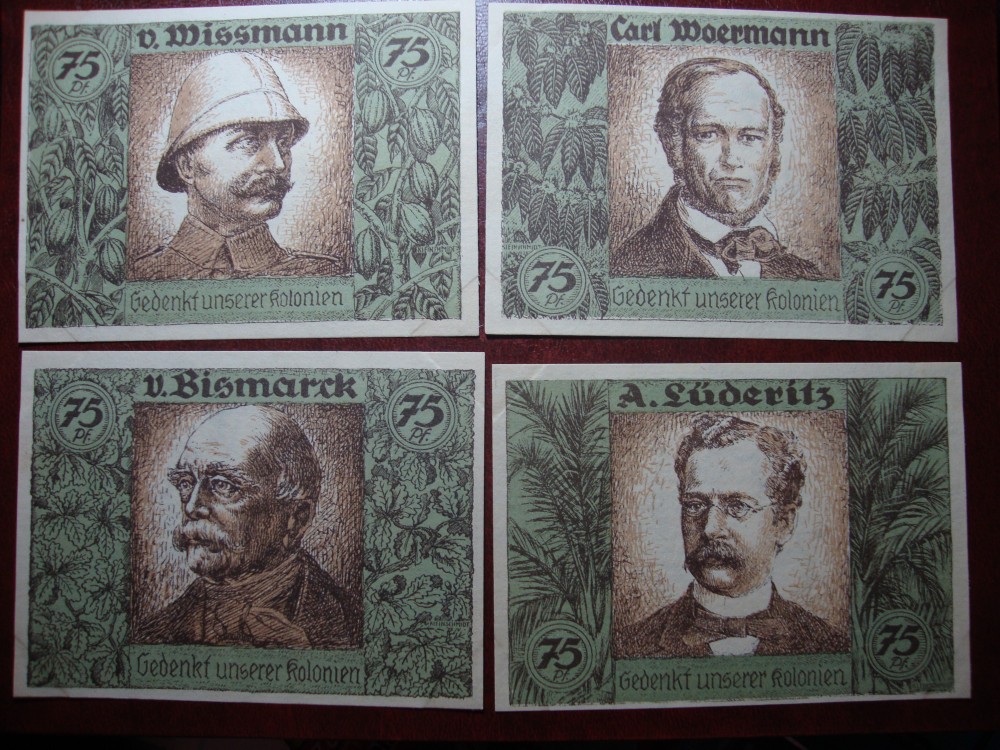 v. Wissmann
75 Pf.
75 Pf.
Gedenkt unserer Kolonien
Carl Woermann
75 Pf.
75 Pf.
Gedenkt unserer Kolonien
v. Bismarck
75 Pf.
75 Pf.
Gedenkt unserer Kolonien
A. Lüderitz
75 Pf.
75 Pf.
Gedenkt unserer Kolonien